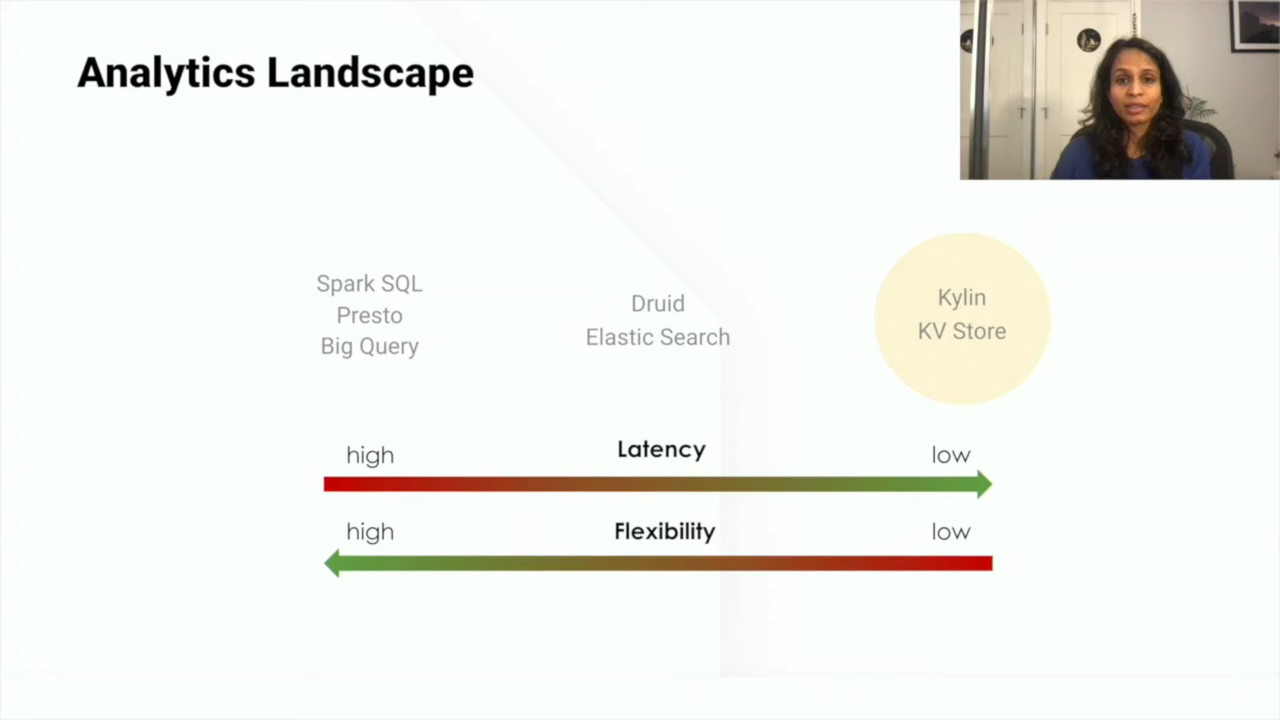 Analytics Landscape
Spark SQL
Presto
Big Query
Druid
Elastic Search
Kylin
KV Store
high Latency low
high Flexibility low